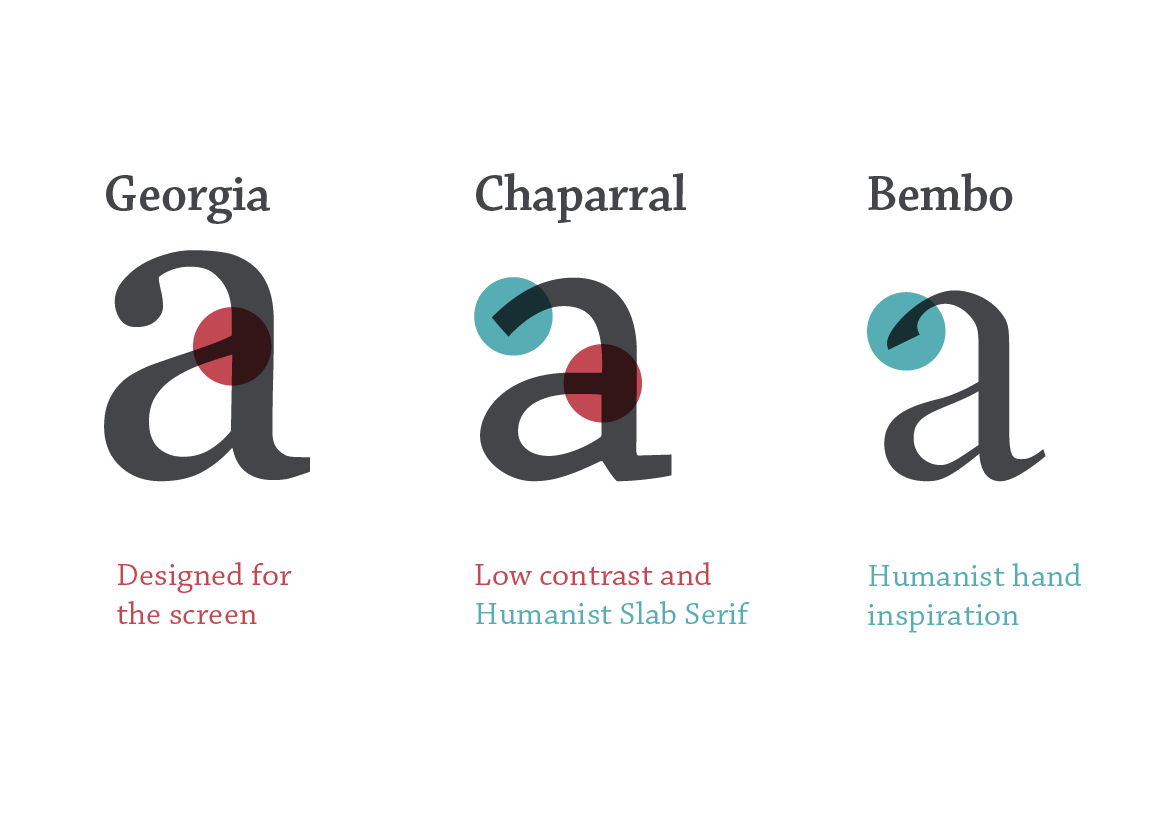 Georgia
a
Designed for
the screen
Chaparral
a
Low contrast and
Humanist Slab Serif
Bembo
a
Humanist hand
inspiration